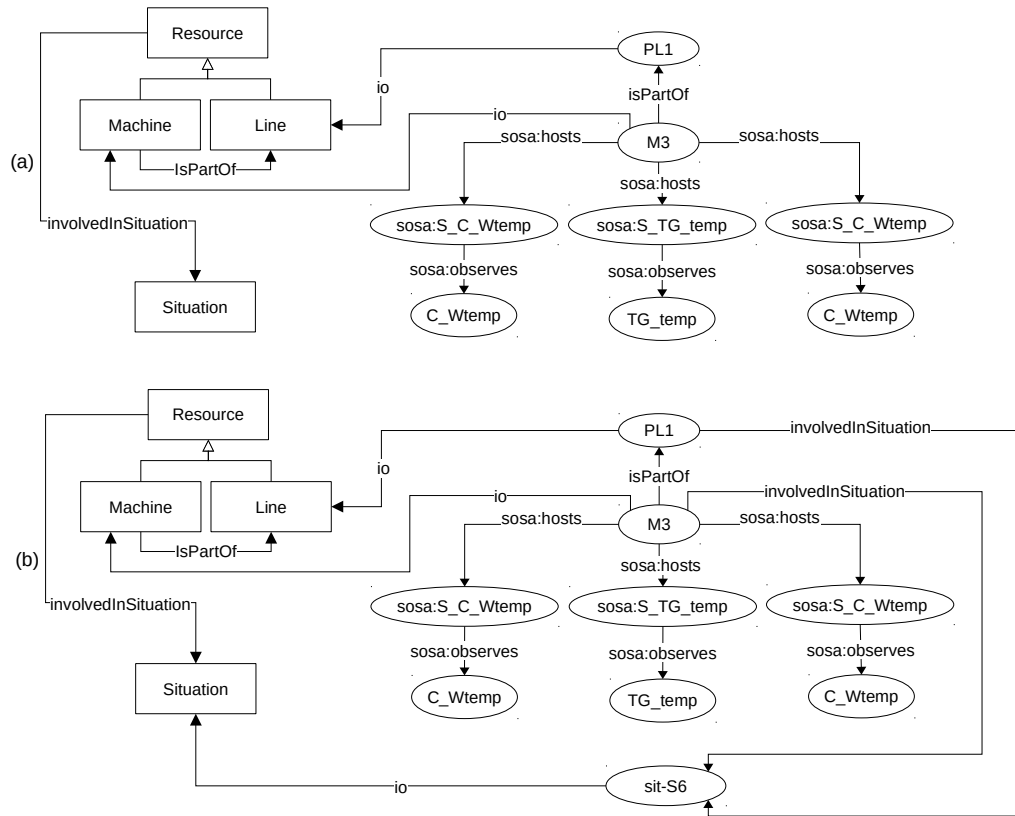 Resource
PL1
io
isPartOf
Machine
Line
io
M3
sosa:hosts
sosa:hosts
(a)
IsPartOf
sosa:hosts
involvedInSituation
sosa:S_C_Wtemp
sosa:S_TG_temp
sosa:S_C_Wtemp
sosa:observes
sosa:observes
sosa:observes
Situation
C_Wtemp
TG_temp
C_Wtemp
Resource
PL1
involvedInSituation
io
isPartOf
Machine
Line
io
involvedInSituation
M3
sosa:hosts
sosa:hosts
(b)
IsPartOf
sosa:hosts
involvedInSituation
sosa:S_C_Wtemp
sosa:S_TG_temp
sosa:S_C_Wtemp
sosa:observes
sosa:observes
sosa:observes
Situation
C_Wtemp
TG_temp
C_Wtemp
io
sit-S6